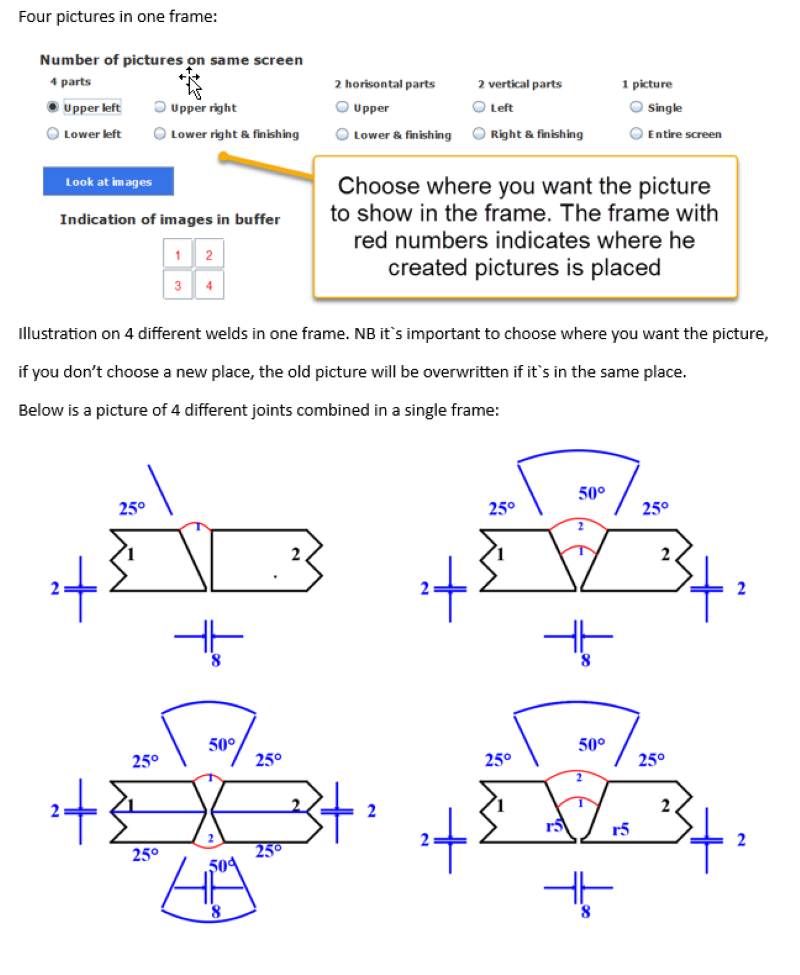 Four pictures in one frame:
Number of pictures on same screen
4 parts
2 horisontal parts
2 vertical parts
1 picture
Upper left
Upper right
Upper
Left
Single
Lower left
Lower right & finishing
Lower & finishing
Right & finishing
Entire screen
Look at images
Indication of images in buffer
1 2
3 4
Choose where you want the picture
to show in the frame. The frame with
red numbers indicates where he
created pictures is placed
Illustration on 4 different welds in one frame. NB it`s important to choose where you want the picture,
if you don’t choose a new place, the old picture will be overwritten if it`s in the same place.
Below is a picture of 4 different joints combined in a single frame:
25°
1
1
2
2
8
50°
25°
25°
2
1
1
2
2
2
8
50°
25°
25°
1
1
2
2
2
2
25°
25°
50°
8
50°
25°
25°
2
1
1
2
r5
r5
2
2
8